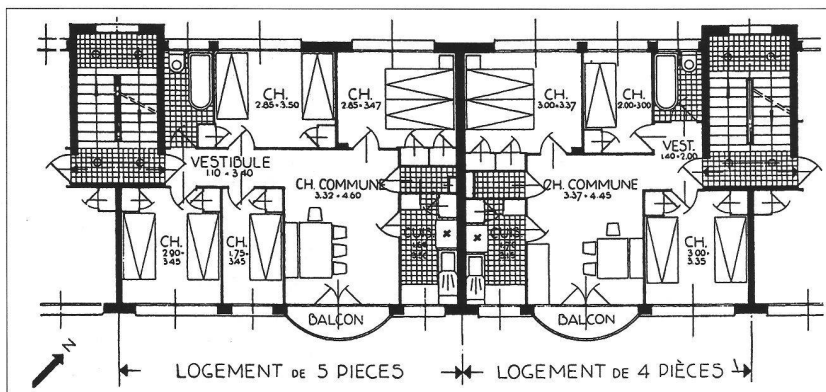 CH.
2.85×3.50
CH.
2.85×3.47
CH.
3.00×3.37
CH.
2.00×3.00
VESTIBULE
1.10×3.40
CH. COMMUNE
3.32×4.60
CH. COMMUNE
3.37×4.45
VEST.
1.40×2.00
CH.
2.90×
3.45
CH.
1.75×
3.45
CUIS.
CUIS.
CH.
3.00×
3.35
BALCON
BALCON
N
LOGEMENT DE 5 PIECES
LOGEMENT DE 4 PIÈCES